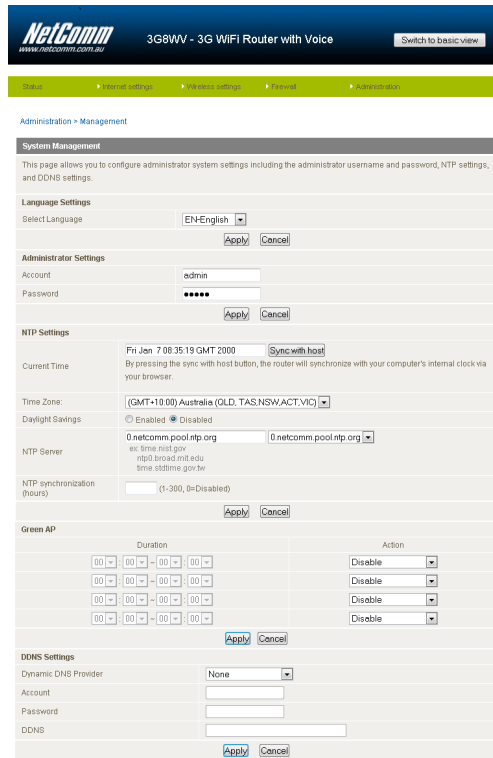 NetComm
www.netcomm.com.au
3G8WV - 3G WiFi Router with Voice
Switch to basic view
Status Internet settings Wireless settings Firewall Administration
Administration > Management
System Management
This page allows you to configure administrator system settings including the administrator username and password, NTP settings,
and DDNS settings.
Language Settings
Select Language EN-English
Apply Cancel
Administrator Settings
Account admin
Password •••••
Apply Cancel
NTP Settings
Current Time Fri Jan 7 08:35:19 GMT 2000 Sync with host
By pressing the sync with host button, the router will synchronize with your computer's internal clock via
your browser.
Time Zone: (GMT+10:00) Australia (QLD, TAS,NSW,ACT,VIC)
Daylight Savings Enabled Disabled
NTP Server 0.netcomm.pool.ntp.org 0.netcomm.pool.ntp.org
ex: time.nist.gov
ntp0.broad.mit.edu
time.stdtime.gov.tw
NTP synchronization
(hours) (1-300, 0=Disabled)
Apply Cancel
Green AP
Duration Action
00 : 00 ~ 00 : 00 Disable
00 : 00 ~ 00 : 00 Disable
00 : 00 ~ 00 : 00 Disable
00 : 00 ~ 00 : 00 Disable
Apply Cancel
DDNS Settings
Dynamic DNS Provider None
Account
Password
DDNS
Apply Cancel